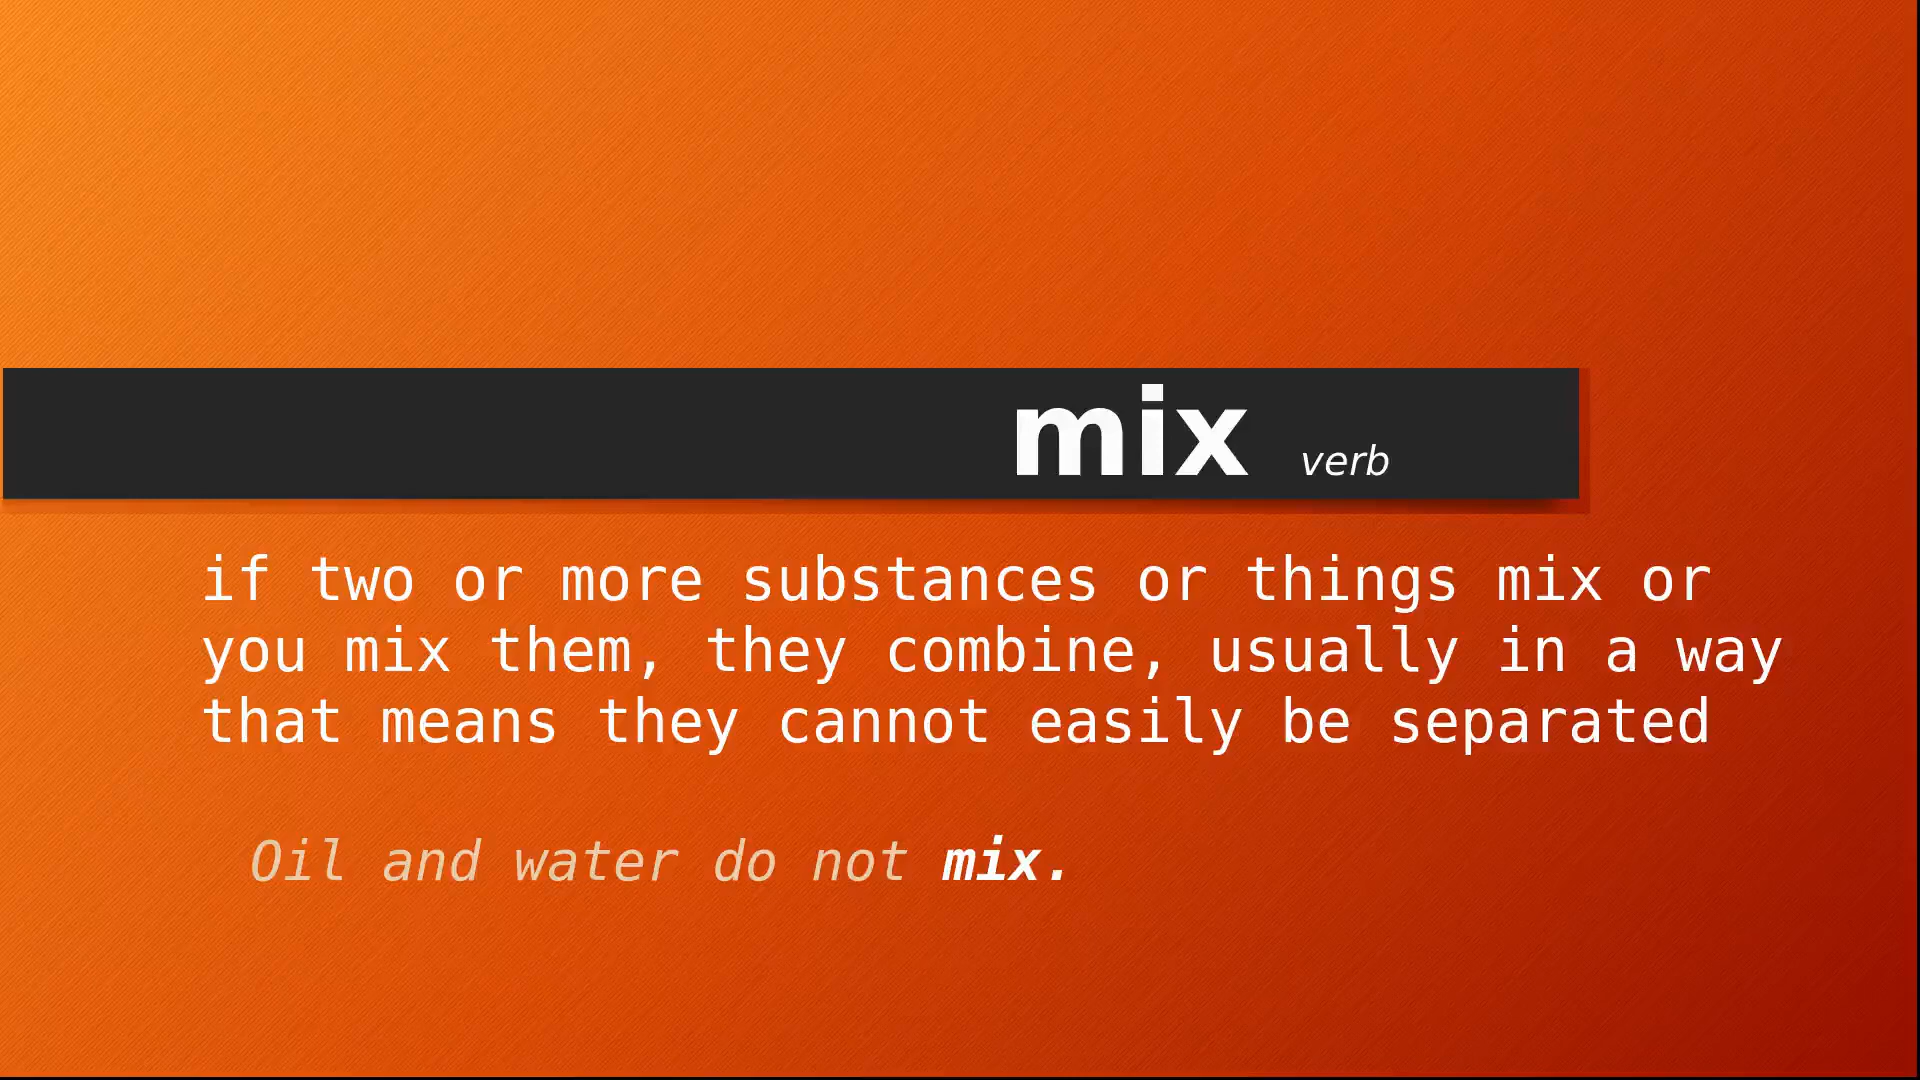 mix verb
if two or more substances or things mix or
you mix them, they combine, usually in a way
that means they cannot easily be separated
Oil and water do not mix.